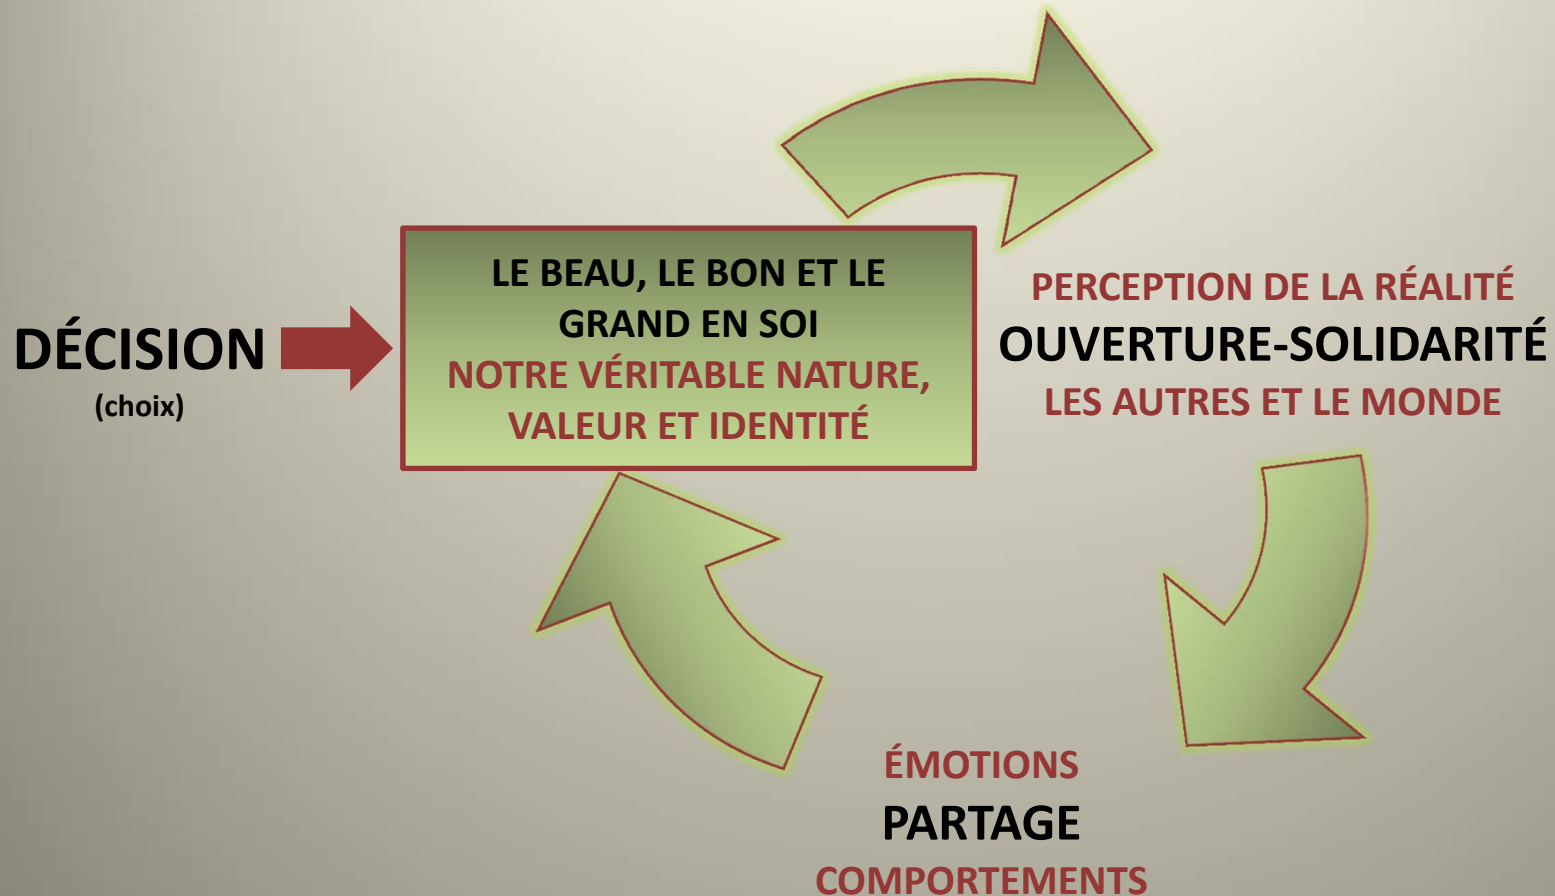 DÉCISION
(choix)
LE BEAU, LE BON ET LE
GRAND EN SOI
NOTRE VÉRITABLE NATURE,
VALEUR ET IDENTITÉ
PERCEPTION DE LA RÉALITÉ
OUVERTURE-SOLIDARITÉ
LES AUTRES ET LE MONDE
ÉMOTIONS
PARTAGE
COMPORTEMENTS